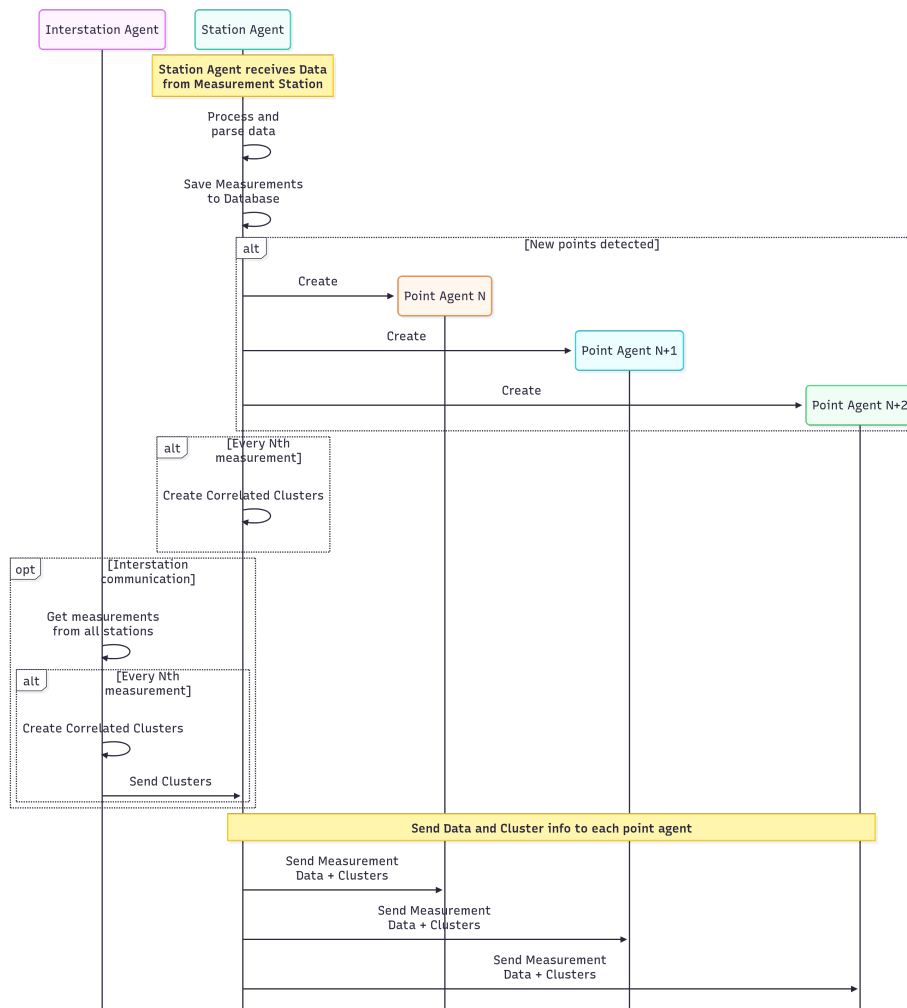 Interstation Agent
Station Agent
Station Agent receives Data
from Measurement Station
Process and
parse data
Save Measurements
to Database
alt
[New points detected]
Create
Point Agent N
Create
Point Agent N+1
Create
Point Agent N+2
alt
[Every Nth
measurement]
Create Correlated Clusters
opt
[Interstation
communication]
Get measurements
from all stations
alt
[Every Nth
measurement]
Create Correlated Clusters
Send Clusters
Send Data and Cluster info to each point agent
Send Measurement
Data + Clusters
Send Measurement
Data + Clusters
Send Measurement
Data + Clusters